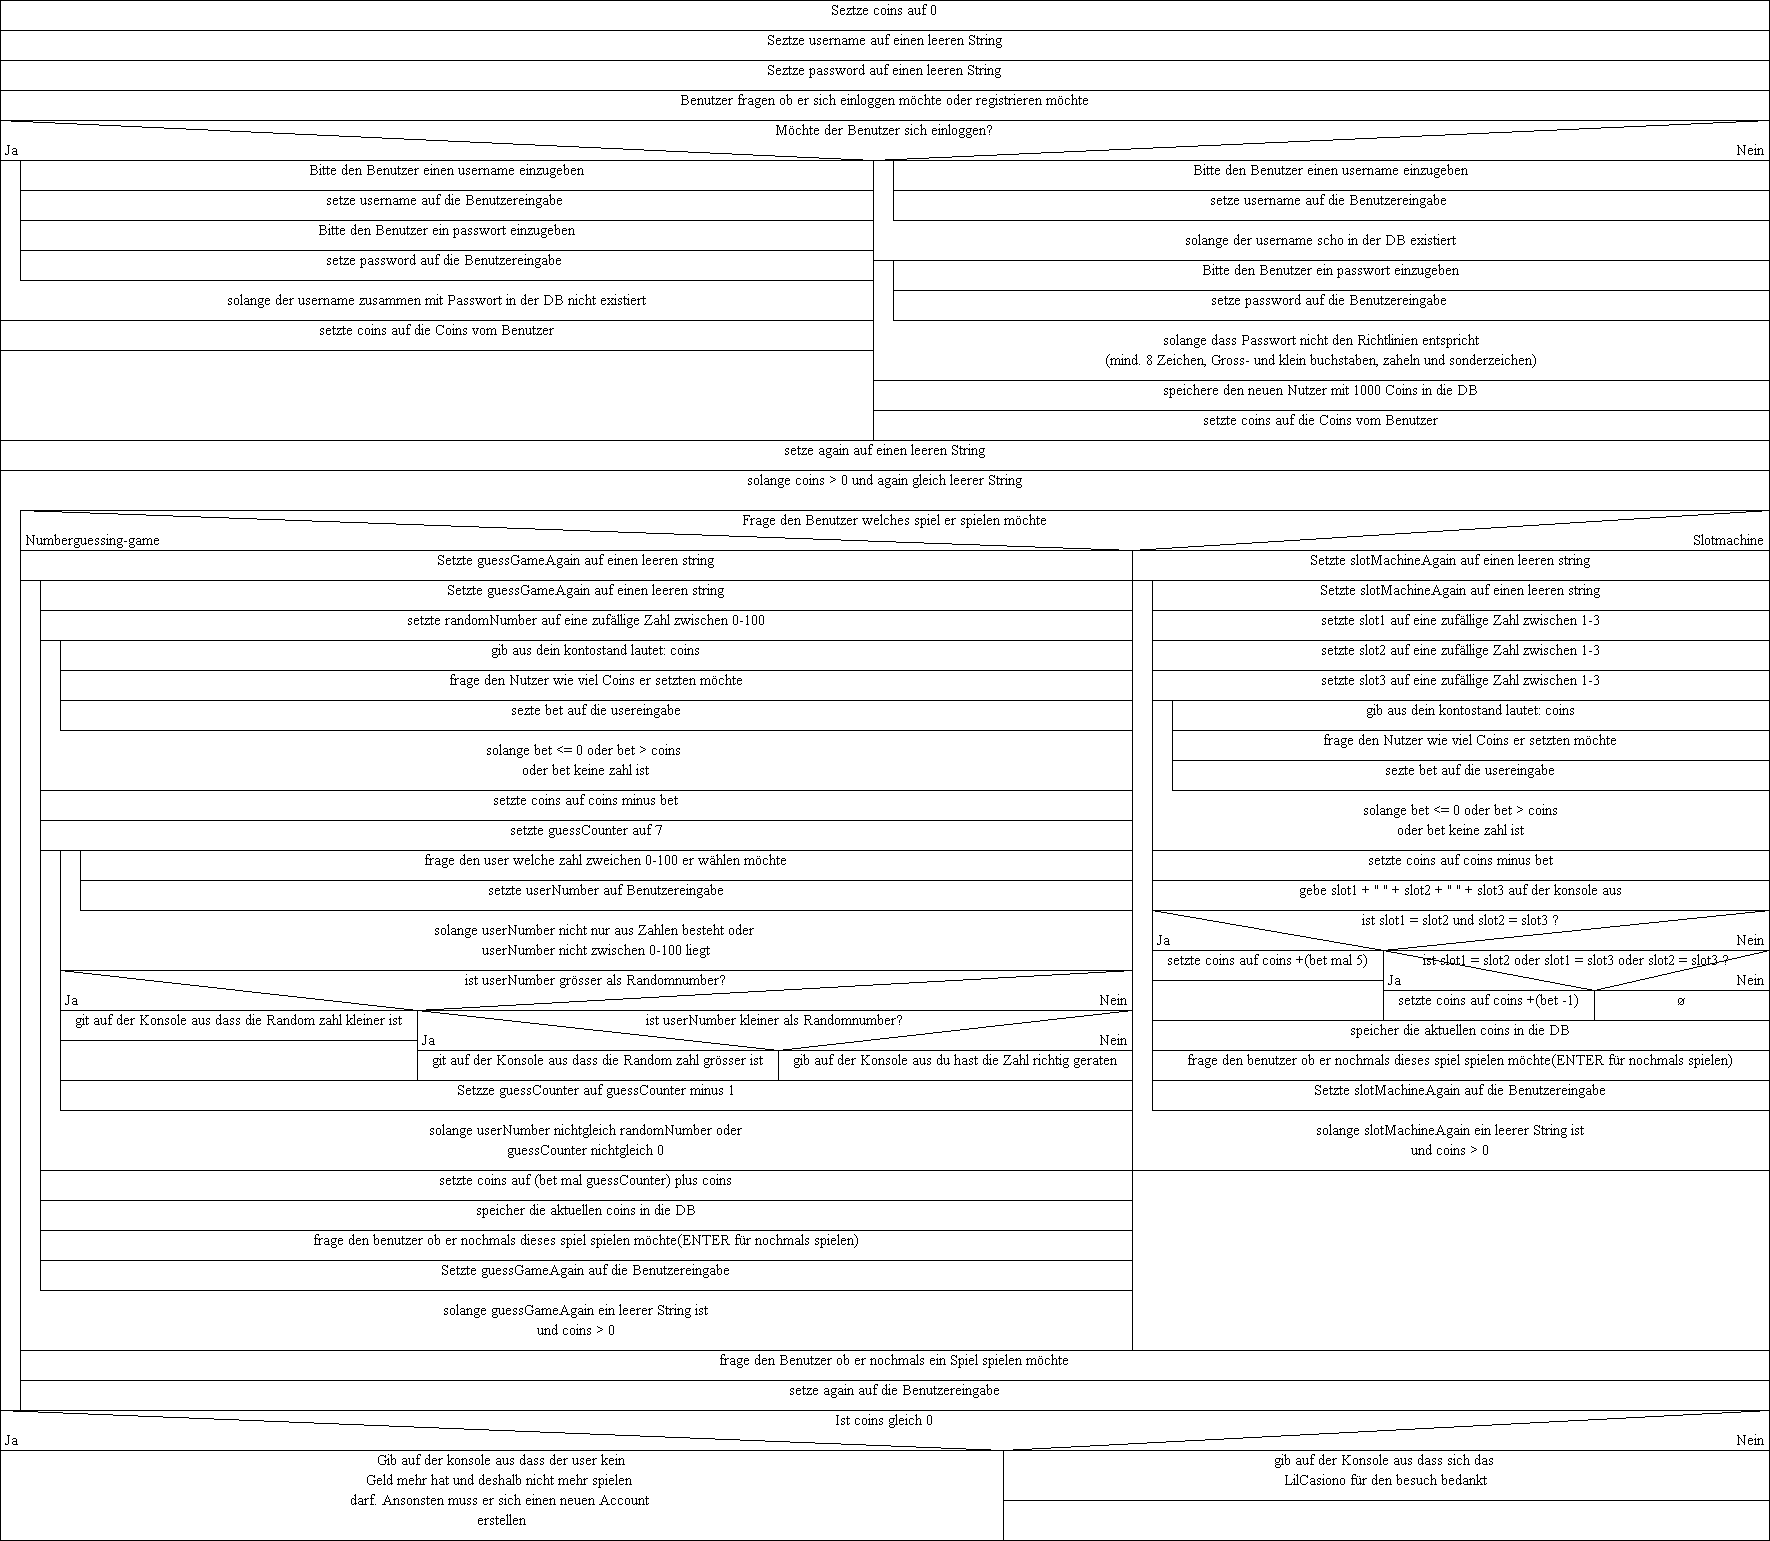 Seztze coins auf 0
Seztze username auf einen leeren String
Seztze password auf einen leeren String
Benutzer fragen ob er sich einloggen möchte oder registrieren möchte
Möchte der Benutzer sich einloggen?
Ja
Nein
Bitte den Benutzer einen username einzugeben
setze username auf die Benutzereingabe
Bitte den Benutzer ein passwort einzugeben
setze password auf die Benutzereingabe
solange der username zusammen mit Passwort in der DB nicht existiert
setzte coins auf die Coins vom Benutzer
Bitte den Benutzer einen username einzugeben
setze username auf die Benutzereingabe
solange der username scho in der DB existiert
Bitte den Benutzer ein passwort einzugeben
setze password auf die Benutzereingabe
solange dass Passwort nicht den Richtlinien entspricht
(mind. 8 Zeichen, Gross- und klein buchstaben, zaheln und sonderzeichen)
speichere den neuen Nutzer mit 1000 Coins in die DB
setzte coins auf die Coins vom Benutzer
setze again auf einen leeren String
solange coins > 0 und again gleich leerer String
Frage den Benutzer welches spiel er spielen möchte
Numberguessing-game
Slotmachine
Setzte guessGameAgain auf einen leeren string
Setzte guessGameAgain auf einen leeren string
setzte randomNumber auf eine zufällige Zahl zwischen 0-100
gib aus dein kontostand lautet: coins
frage den Nutzer wie viel Coins er setzten möchte
sezte bet auf die usereingabe
solange bet <= 0 oder bet > coins
oder bet keine zahl ist
setzte coins auf coins minus bet
setzte guessCounter auf 7
frage den user welche zahl zweichen 0-100 er wählen möchte
setzte userNumber auf Benutzereingabe
solange userNumber nicht nur aus Zahlen besteht oder
userNumber nicht zwischen 0-100 liegt
ist userNumber grösser als Randomnumber?
Ja
Nein
git auf der Konsole aus dass die Random zahl kleiner ist
ist userNumber kleiner als Randomnumber?
Ja
Nein
git auf der Konsole aus dass die Random zahl grösser ist
gib auf der Konsole aus du hast die Zahl richtig geraten
Setzze guessCounter auf guessCounter minus 1
solange userNumber nichtgleich randomNumber oder
guessCounter nichtgleich 0
setzte coins auf (bet mal guessCounter) plus coins
speicher die aktuellen coins in die DB
frage den benutzer ob er nochmals dieses spiel spielen möchte(ENTER für nochmals spielen)
Setzte guessGameAgain auf die Benutzereingabe
solange guessGameAgain ein leerer String ist
und coins > 0
Setzte slotMachineAgain auf einen leeren string
Setzte slotMachineAgain auf einen leeren string
setzte slot1 auf eine zufällige Zahl zwischen 1-3
setzte slot2 auf eine zufällige Zahl zwischen 1-3
setzte slot3 auf eine zufällige Zahl zwischen 1-3
gib aus dein kontostand lautet: coins
frage den Nutzer wie viel Coins er setzten möchte
sezte bet auf die usereingabe
solange bet <= 0 oder bet > coins
oder bet keine zahl ist
setzte coins auf coins minus bet
gebe slot1 + " " + slot2 + " " + slot3 auf der konsole aus
ist slot1 = slot2 und slot2 = slot3 ?
Ja
Nein
setzte coins auf coins +(bet mal 5)
ist slot1 = slot2 oder slot1 = slot3 oder slot2 = slot3 ?
Ja
Nein
setzte coins auf coins +(bet -1)
ø
speicher die aktuellen coins in die DB
frage den benutzer ob er nochmals dieses spiel spielen möchte(ENTER für nochmals spielen)
Setzte slotMachineAgain auf die Benutzereingabe
solange slotMachineAgain ein leerer String ist
und coins > 0
frage den Benutzer ob er nochmals ein Spiel spielen möchte
setze again auf die Benutzereingabe
Ist coins gleich 0
Ja
Nein
Gib auf der konsole aus dass der user kein
Geld mehr hat und deshalb nicht mehr spielen
darf. Ansonsten muss er sich einen neuen Account
erstellen
gib auf der Konsole aus dass sich das
LilCasiono für den besuch bedankt